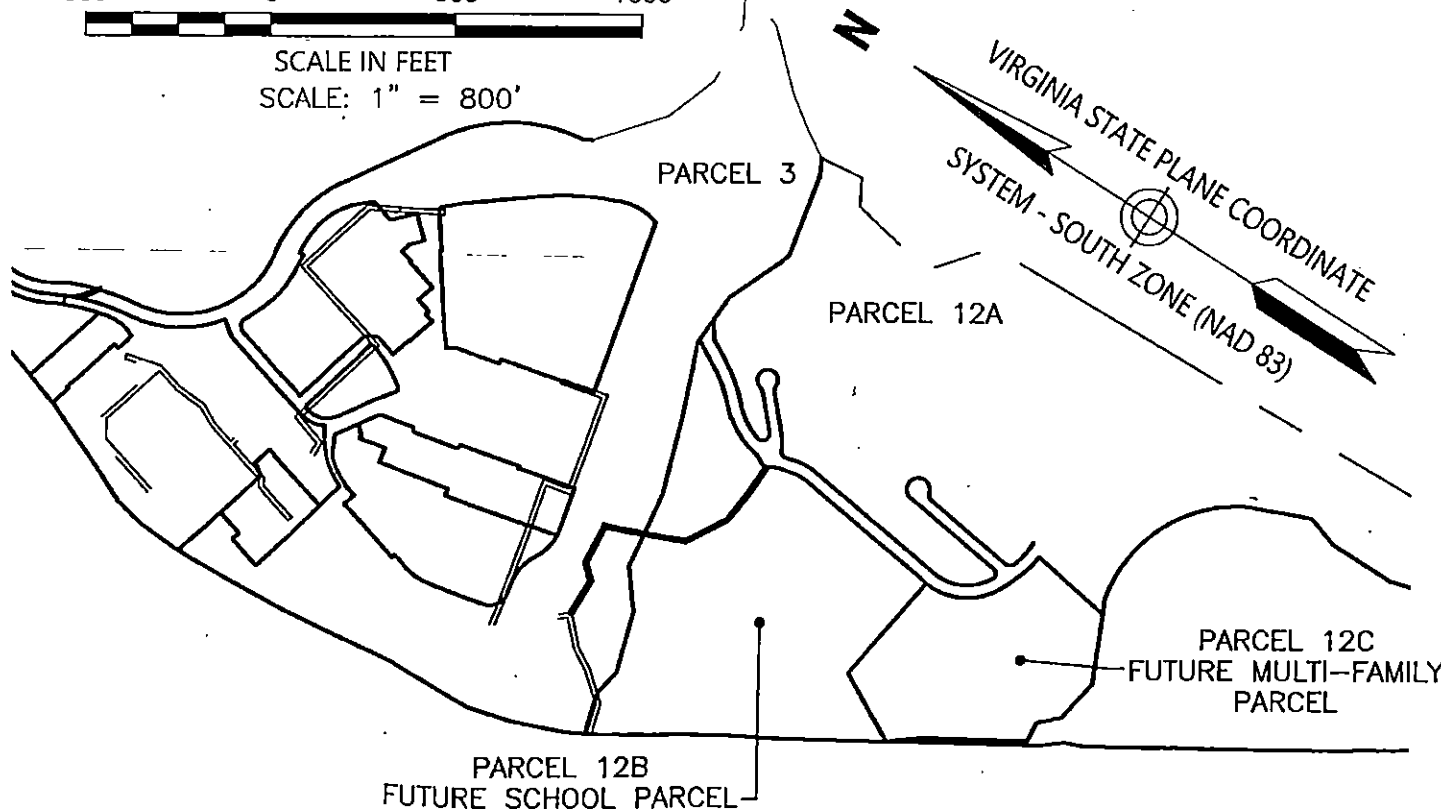 SCALE IN FEET
SCALE: 1" = 800'
N
VIRGINIA STATE PLANE COORDINATE
SYSTEM - SOUTH ZONE (NAD 83)
PARCEL 3
PARCEL 12A
PARCEL 12C
FUTURE MULTI-FAMILY
PARCEL
PARCEL 12B
FUTURE SCHOOL PARCEL